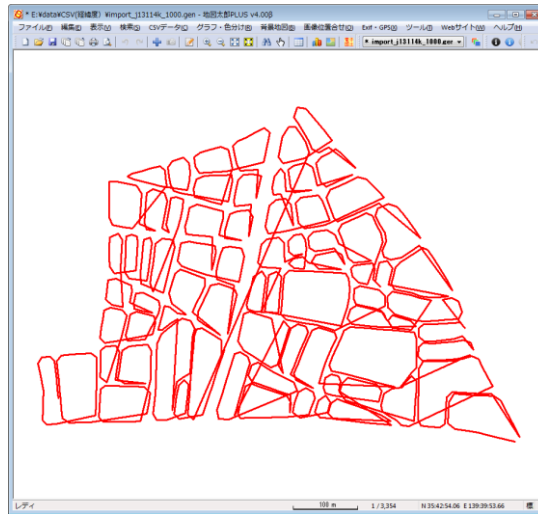 * E:¥data¥CSV(経緯度) ¥import_j13114k_1000.gen - 地図太郎PLUS v4.00β
ファイル(F) 編集(E) 表示(V) 検索(S) CSVデータ(C) グラフ・色分け(R) 背景地図(B) 画像位置合せ(D) Exif・GPS(G) ツール(T) Webサイト(W) ヘルプ(H)
* import_j13114k_1000.ger
レディ 100 m 1 / 3,354 N 35:42:54.06 E 139:39:53.66 標